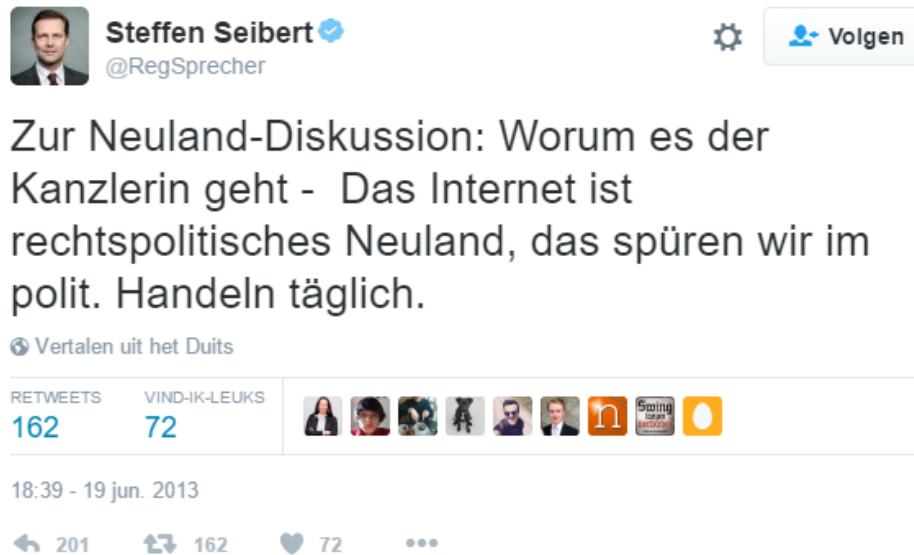 Steffen Seibert
@RegSprecher
Volgen
Zur Neuland-Diskussion: Worum es der
Kanzlerin geht -  Das Internet ist
rechtspolitisches Neuland, das spüren wir im
polit. Handeln täglich.
Vertalen uit het Duits
RETWEETS VIND-IK-LEUKS
162 72
n
Swing
18:39 - 19 jun. 2013
201 162 72